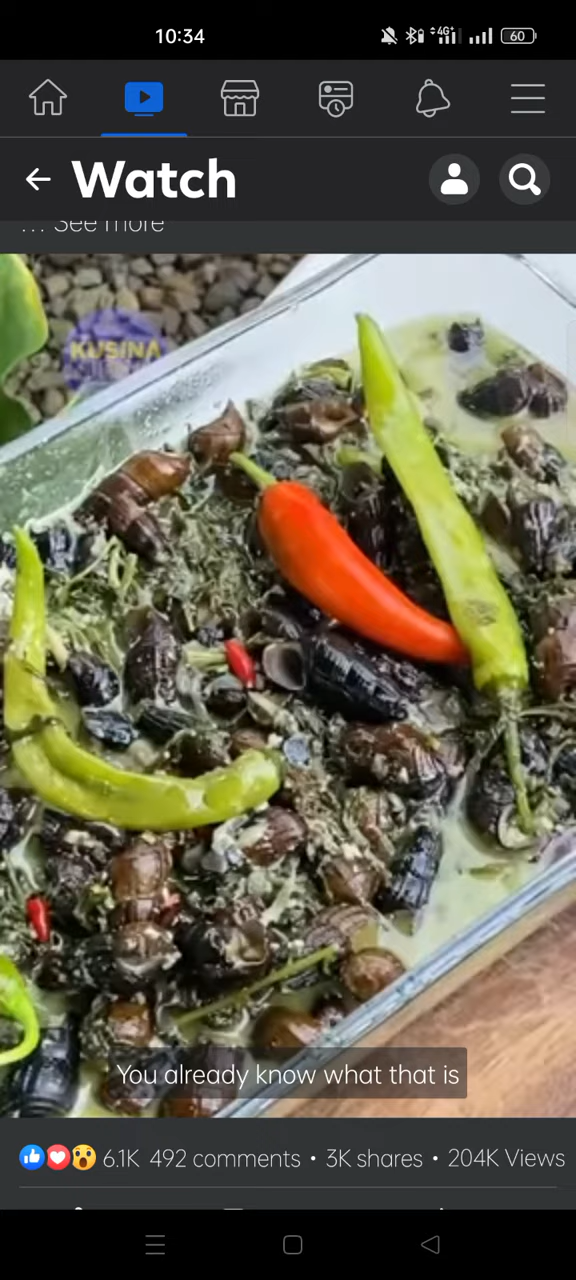 10:34
4G+
60
Watch
... See more
KUSINA
You already know what that is
6.1K 492 comments • 3K shares • 204K Views